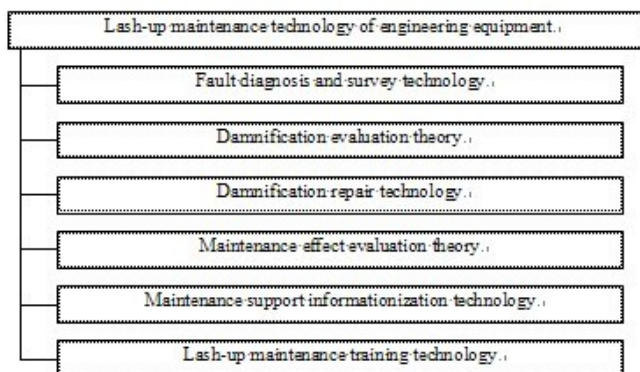 Lash-up maintenance technology of engineering equipment.
Fault diagnosis and survey technology.
Damnification evaluation theory.
Damnification repair technology.
Maintenance effect evaluation theory.
Maintenance support informationization technology.
Lash-up maintenance training technology.